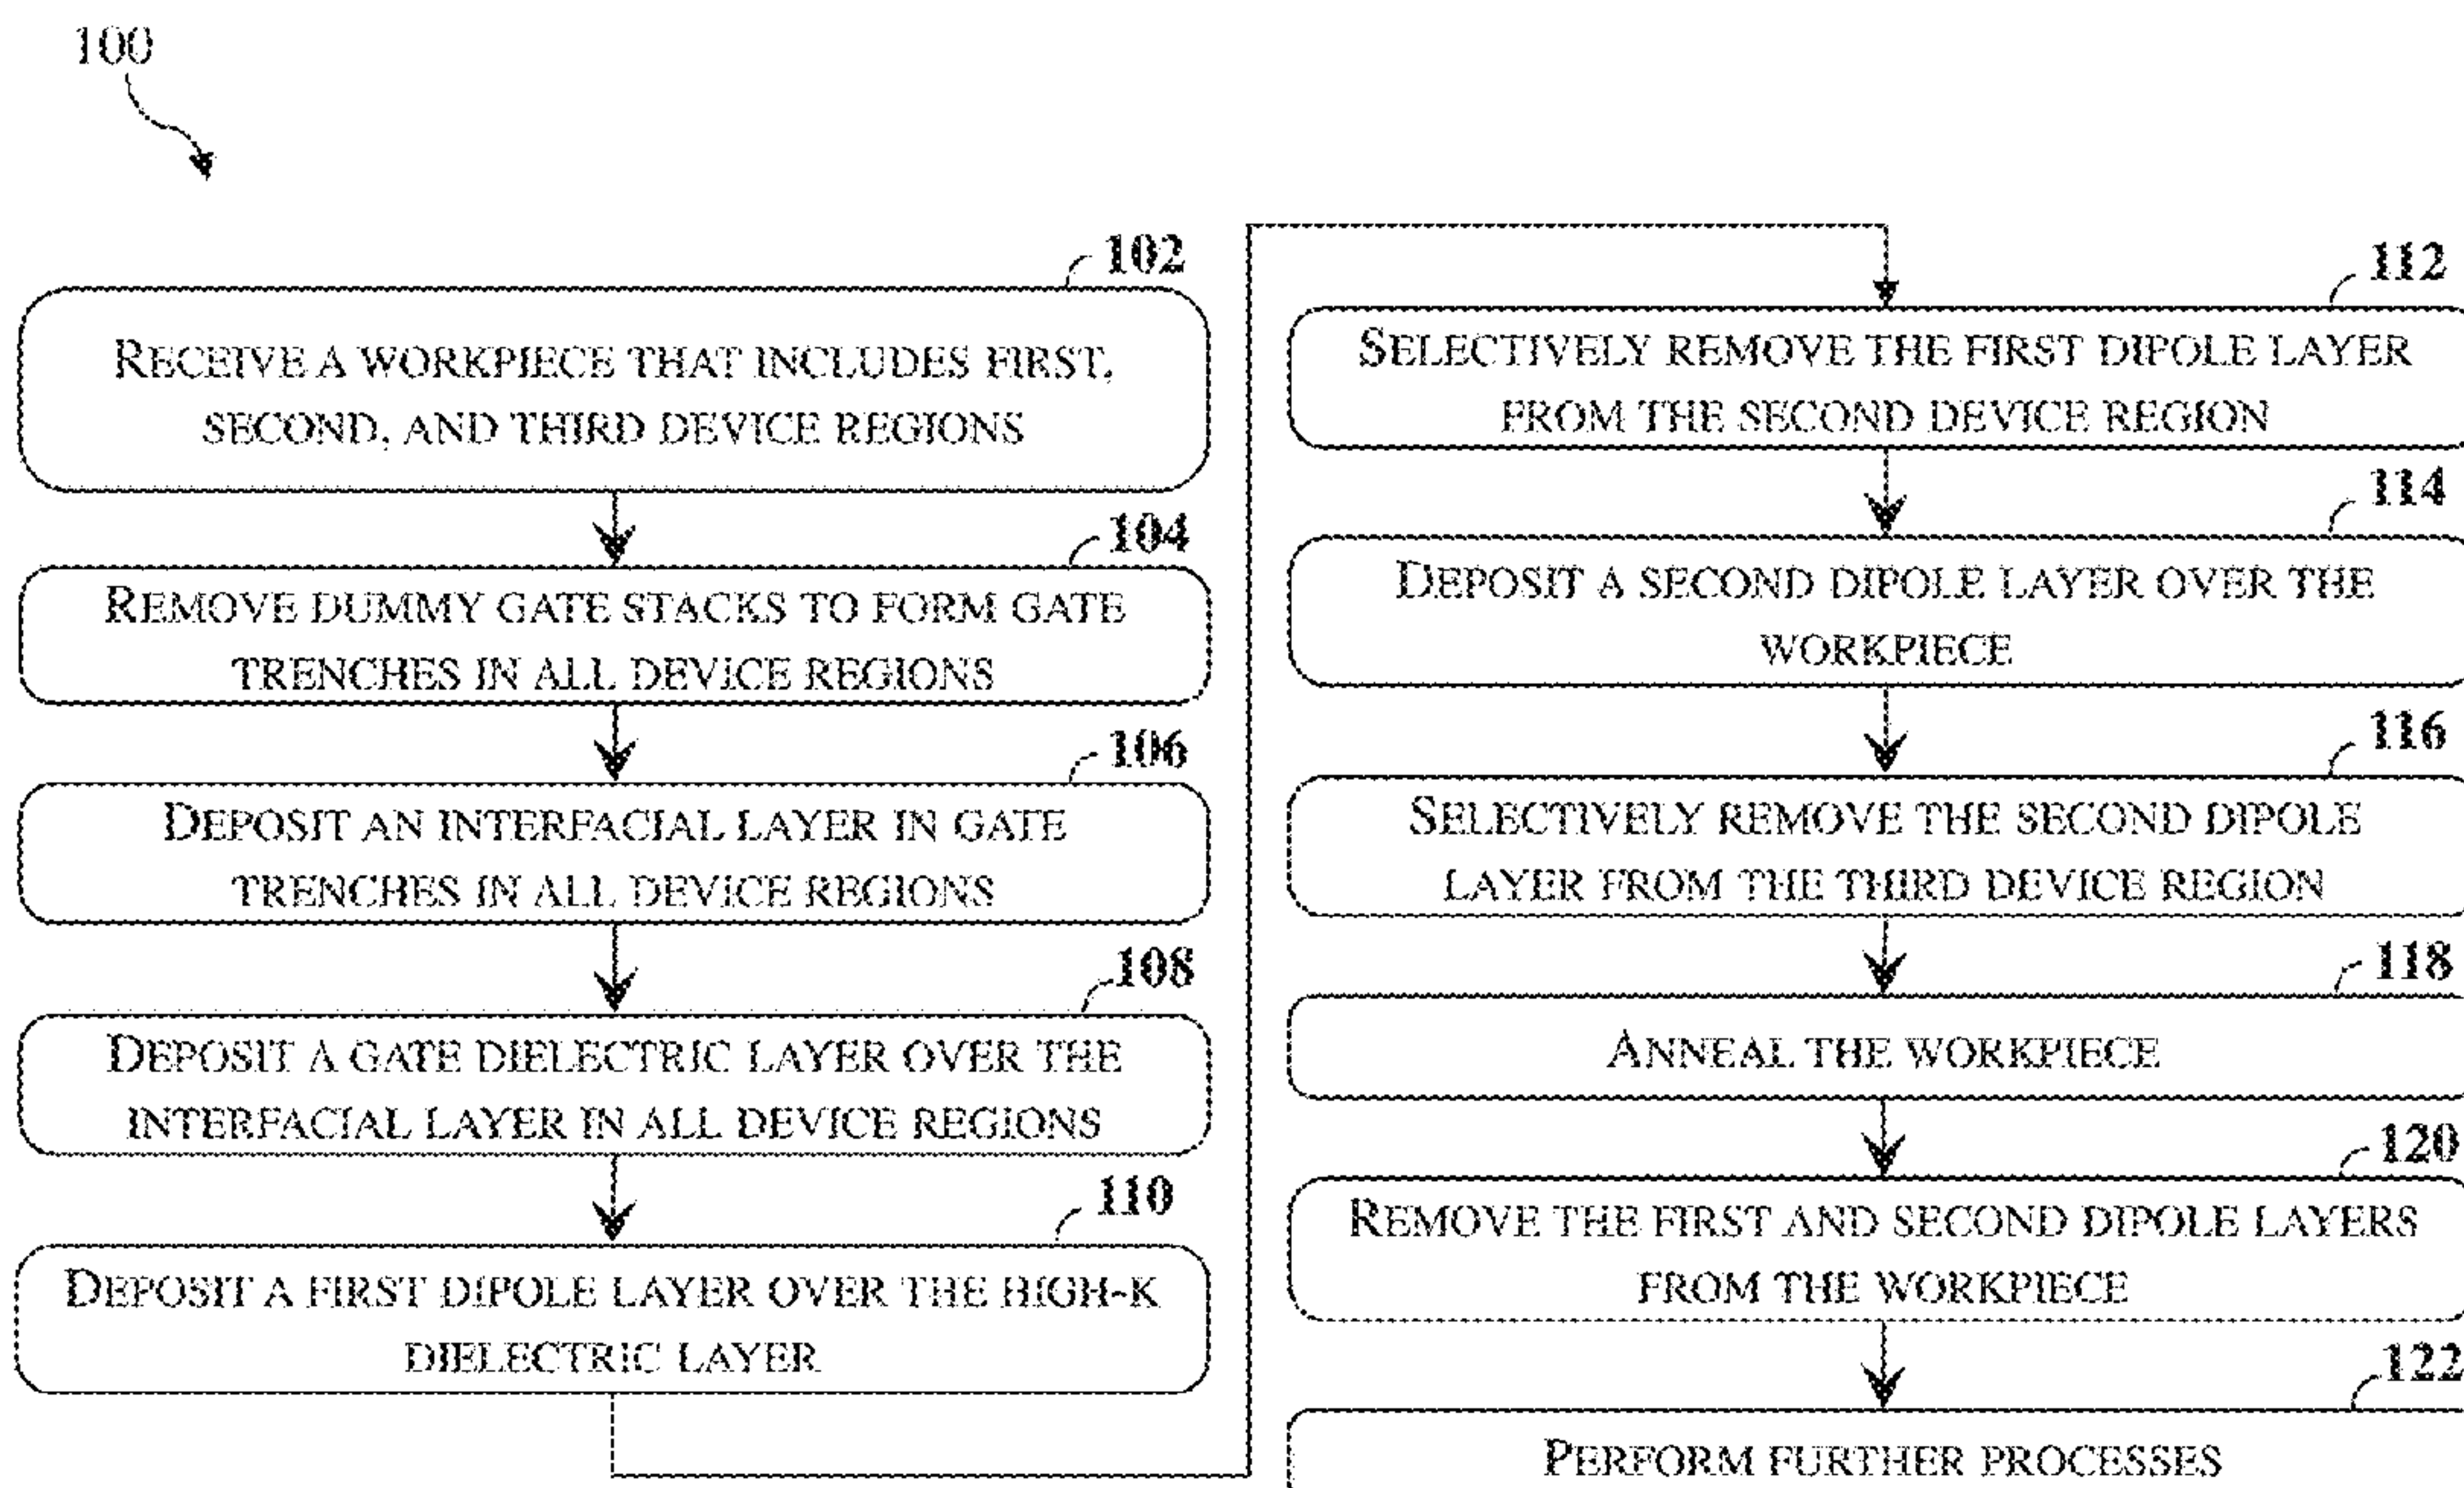 100
102
RECEIVE A WORKPIECE THAT INCLUDES FIRST,
SECOND, AND THIRD DEVICE REGIONS
104
REMOVE DUMMY GATE STACKS TO FORM GATE
TRENCHES IN ALL DEVICE REGIONS
106
DEPOSIT AN INTERFACIAL LAYER IN GATE
TRENCHES IN ALL DEVICE REGIONS
108
DEPOSIT A GATE DIELECTRIC LAYER OVER THE
INTERFACIAL LAYER IN ALL DEVICE REGIONS
110
DEPOSIT A FIRST DIPOLE LAYER OVER THE HIGH-K
DIELECTRIC LAYER
112
SELECTIVELY REMOVE THE FIRST DIPOLE LAYER
FROM THE SECOND DEVICE REGION
114
DEPOSIT A SECOND DIPOLE LAYER OVER THE
WORKPIECE
116
SELECTIVELY REMOVE THE SECOND DIPOLE
LAYER FROM THE THIRD DEVICE REGION
118
ANNEAL THE WORKPIECE
120
REMOVE THE FIRST AND SECOND DIPOLE LAYERS
FROM THE WORKPIECE
122
PERFORM FURTHER PROCESSES